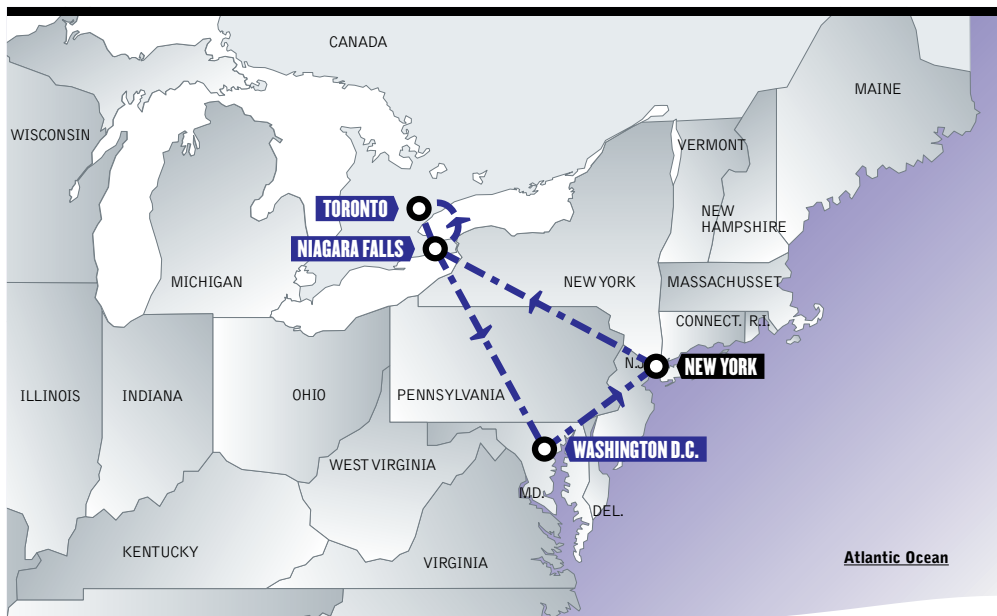 CANADA
MAINE
WISCONSIN
VERMONT
TORONTO
NEW
HAMPSHIRE
NIAGARA FALLS
MICHIGAN
NEW YORK
MASSACHUSSET
CONNECT. R.I.
N.J.
NEW YORK
ILLINOIS
INDIANA
OHIO
PENNSYLVANIA
WASHINGTON D.C.
WEST VIRGINIA
MD.
DEL.
KENTUCKY
VIRGINIA
Atlantic Ocean